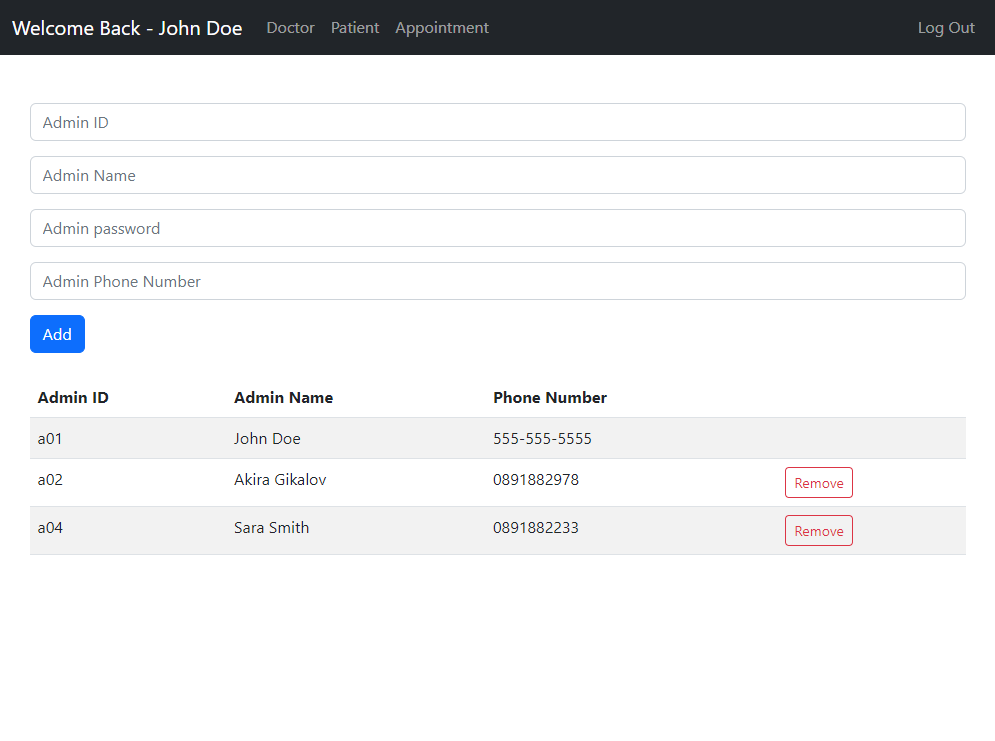 Welcome Back - John Doe Doctor Patient Appointment Log Out
Admin ID
Admin Name
Admin password
Admin Phone Number
Add
Admin ID Admin Name Phone Number
a01 John Doe 555-555-5555
a02 Akira Gikalov 0891882978 Remove
a04 Sara Smith 0891882233 Remove